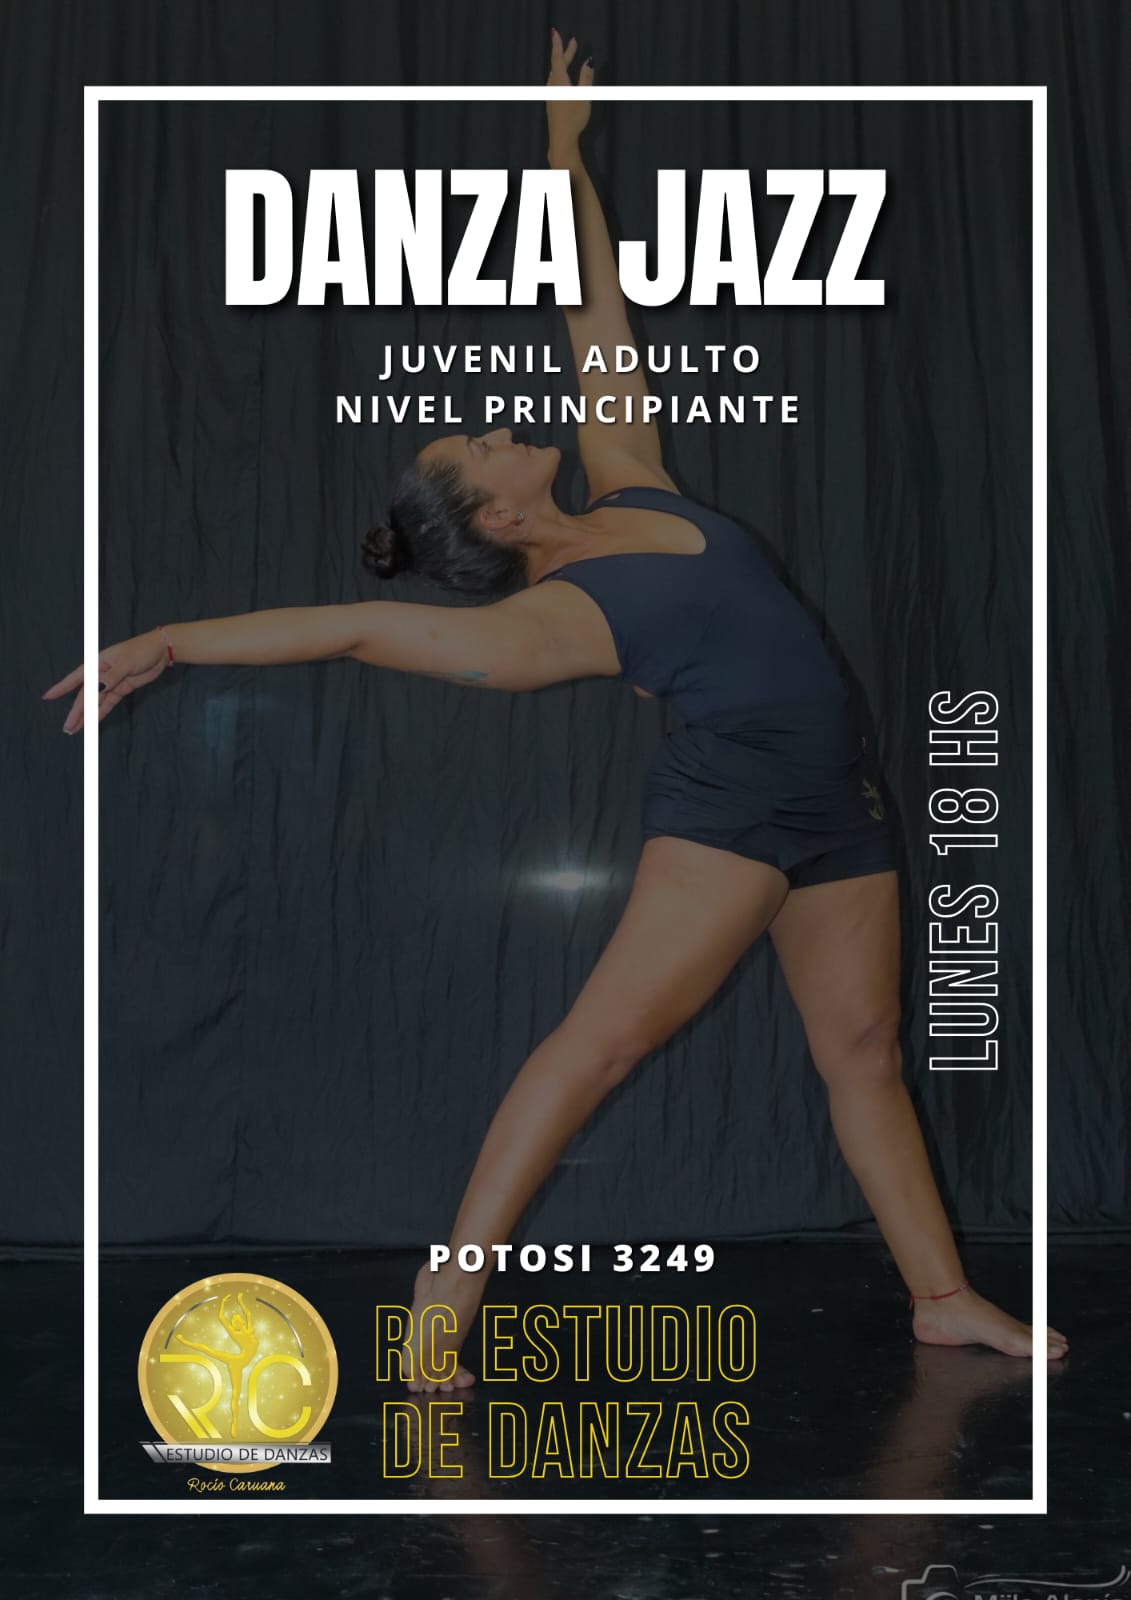 DANZA JAZZ
JUVENIL ADULTO
NIVEL PRINCIPIANTE
LUNES 18 HS
POTOSI 3249
RC ESTUDIO
DE DANZAS
RC
ESTUDIO DE DANZAS
Rocío Caruana